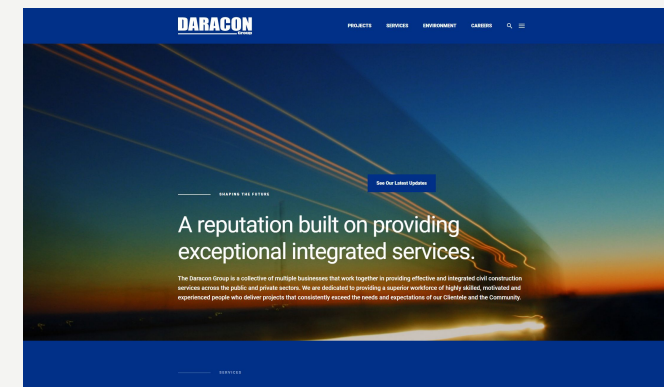 DARACON
Group
PROJECTS SERVICES ENVIRONMENT CAREERS
See Our Latest Updates
SHAPING THE FUTURE
A reputation built on providing
exceptional integrated services.
The Daracon Group is a collective of multiple businesses that work together in providing effective and integrated civil construction
services across the public and private sectors. We are dedicated to providing a superior workforce of highly skilled, motivated and
experienced people who deliver projects that consistently exceed the needs and expectations of our Clientele and the Community.
SERVICES